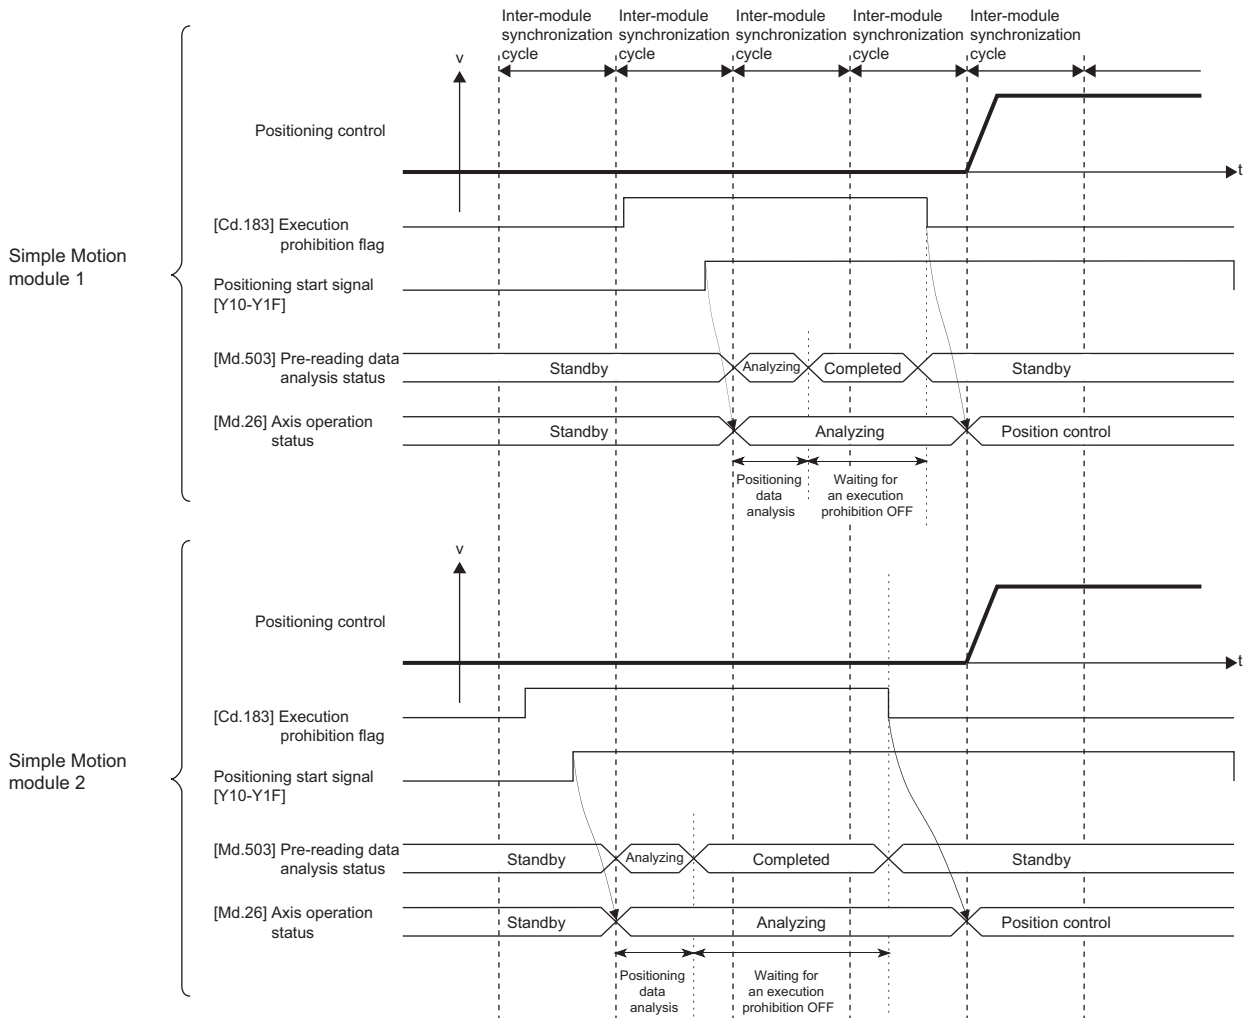 Inter-module synchronization cycle
Inter-module synchronization cycle
Inter-module synchronization cycle
Inter-module synchronization cycle
Inter-module synchronization cycle
Simple Motion
module 1
v
Positioning control
t
[Cd.183] Execution
prohibition flag
Positioning start signal
[Y10-Y1F]
[Md.503] Pre-reading data
analysis status
Standby
Analyzing
Completed
Standby
[Md.26] Axis operation
status
Standby
Analyzing
Position control
Positioning
data
analysis
Waiting for
an execution
prohibition OFF
Simple Motion
module 2
v
Positioning control
t
[Cd.183] Execution
prohibition flag
Positioning start signal
[Y10-Y1F]
[Md.503] Pre-reading data
analysis status
Standby
Analyzing
Completed
Standby
[Md.26] Axis operation
status
Standby
Analyzing
Position control
Positioning
data
analysis
Waiting for
an execution
prohibition OFF